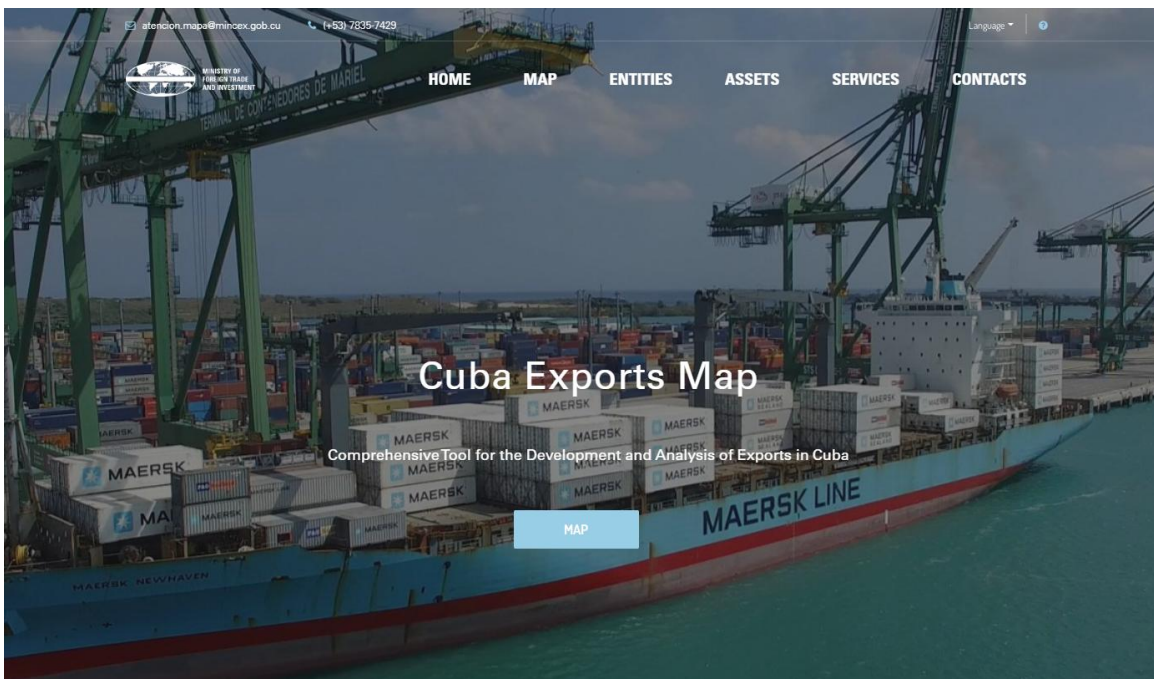 atencion.mapa@mincex.gob.cu
(+53) 7835-7429
Language
?
MINISTRY OF
FOREIGN TRADE
AND INVESTMENT
HOME
MAP
ENTITIES
ASSETS
SERVICES
CONTACTS
TERMINAL DE CONTENEDORES DE MARIEL
Cuba Exports Map
MAERSK
MAERSK
MAERSK
MAERSK
MAERSK
Comprehensive Tool for the Development and Analysis of Exports in Cuba
MAERSK
MAERSK
MAERSK
MAERSK
MAERSK
MAERSK LINE
MAP
MAERSK NEWHAVEN